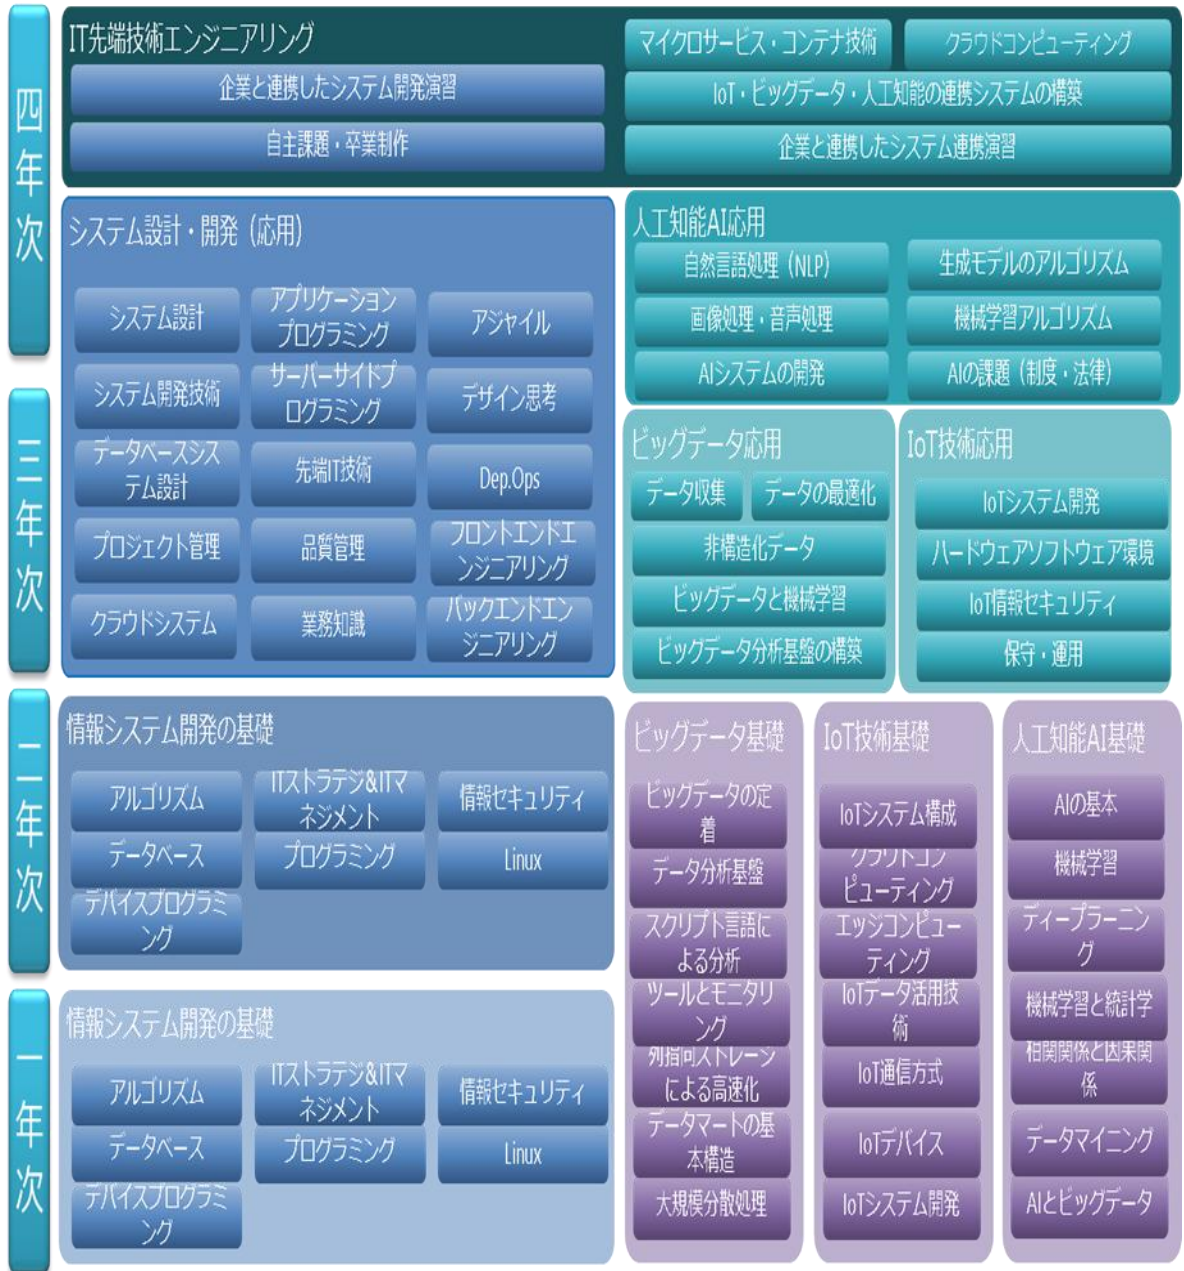 四年次
IT先端技術エンジニアリング
企業と連携したシステム開発演習
自主課題・卒業制作
マイクロサービス・コンテナ技術
クラウドコンピューティング
IoT・ビッグデータ・人工知能の連携システムの構築
企業と連携したシステム連携演習
三年次
システム設計・開発（応用）
システム設計
アプリケーション
プログラミング
アジャイル
システム開発技術
サーバーサイドプ
ログラミング
デザイン思考
データベースシス
テム設計
先端IT技術
Dep.Ops
プロジェクト管理
品質管理
フロントエンドエ
ンジニアリング
クラウドシステム
業務知識
バックエンドエン
ジニアリング
人工知能AI応用
自然言語処理（NLP）
生成モデルのアルゴリズム
画像処理・音声処理
機械学習アルゴリズム
AIシステムの開発
AIの課題（制度・法律）
ビッグデータ応用
データ収集
データの最適化
非構造化データ
ビッグデータと機械学習
ビッグデータ分析基盤の構築
IoT技術応用
IoTシステム開発
ハードウェアソフトウェア環境
IoT情報セキュリティ
保守・運用
二年次
情報システム開発の基礎
アルゴリズム
ITストラテジ&ITマ
ネジメント
情報セキュリティ
データベース
プログラミング
Linux
デバイスプログラミ
ング
一年次
情報システム開発の基礎
アルゴリズム
ITストラテジ&ITマ
ネジメント
情報セキュリティ
データベース
プログラミング
Linux
デバイスプログラミ
ング
ビッグデータ基礎
ビッグデータの定
着
データ分析基盤
スクリプト言語に
よる分析
ツールとモニタリ
ング
列指向ストレージ
による高速化
データマートの基
本構造
大規模分散処理
IoT技術基礎
IoTシステム構成
クラウドコン
ピューティング
エッジコンピュー
ティング
IoTデータ活用技
術
IoT通信方式
IoTデバイス
IoTシステム開発
人工知能AI基礎
AIの基本
機械学習
ディープラーニン
グ
機械学習と統計学
相関関係と因果関
係
データマイニング
AIとビッグデータ